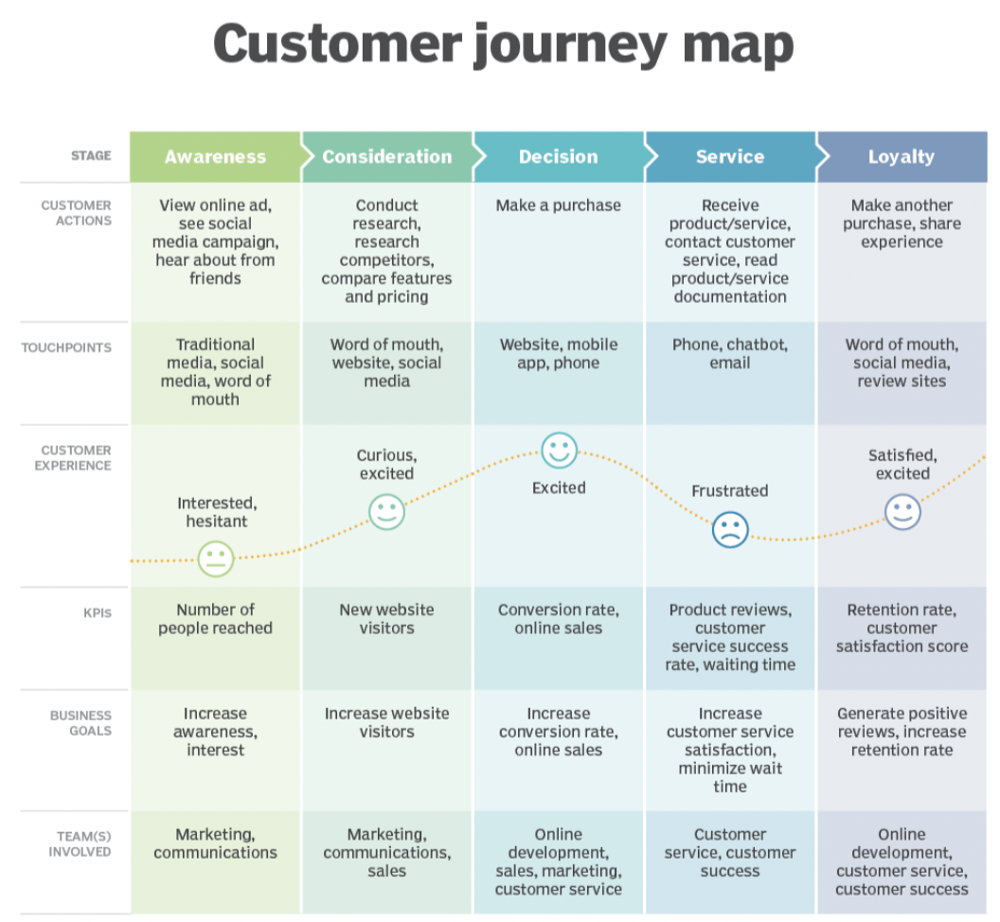 Customer journey map
STAGE
Awareness
Consideration
Decision
Service
Loyalty
CUSTOMER
ACTIONS
View online ad,
see social
media campaign,
hear about from
friends
Conduct
research,
research
competitors,
compare features
and pricing
Make a purchase
Receive
product/service,
contact customer
service, read
product/service
documentation
Make another
purchase, share
experience
TOUCHPOINTS
Traditional
media, social
media, word of
mouth
Word of mouth,
website, social
media
Website, mobile
app, phone
Phone, chatbot,
email
Word of mouth,
social media,
review sites
CUSTOMER
EXPERIENCE
Interested,
hesitant
Curious,
excited
Excited
Frustrated
Satisfied,
excited
KPIs
Number of
people reached
New website
visitors
Conversion rate,
online sales
Product reviews,
customer
service success
rate, waiting time
Retention rate,
customer
satisfaction score
BUSINESS
GOALS
Increase
awareness,
interest
Increase website
visitors
Increase
conversion rate,
online sales
Increase
customer service
satisfaction,
minimize wait
time
Generate positive
reviews, increase
retention rate
TEAM(S)
INVOLVED
Marketing,
communications
Marketing,
communications,
sales
Online
development,
sales, marketing,
customer service
Customer
service, customer
success
Online
development,
customer service,
customer success